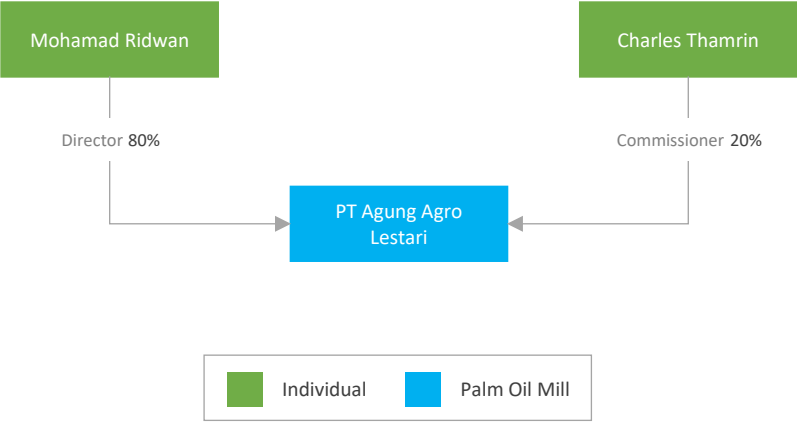 Mohamad Ridwan
Charles Thamrin
Director 80%
Commissioner 20%
PT Agung Agro
Lestari
Individual
Palm Oil Mill